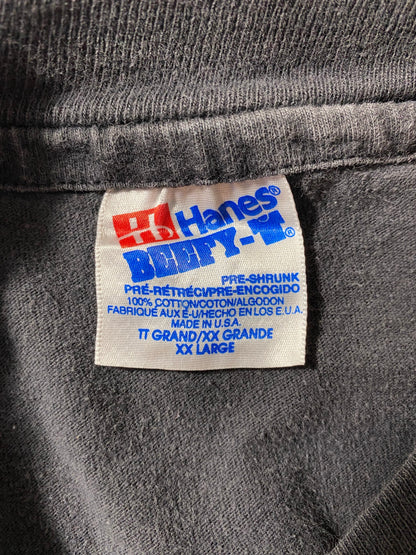 H Hanes®
BEEFY-T®
PRE-SHRUNK
PRÉ-RÉTRÉCI/PRE-ENCOGIDO
100% COTTON/COTON/ALGODON
FABRIQUÉ AUX É-U/HECHO EN LOS E.U.A.
MADE IN U.S.A.
TT GRAND/XX GRANDE
XX LARGE